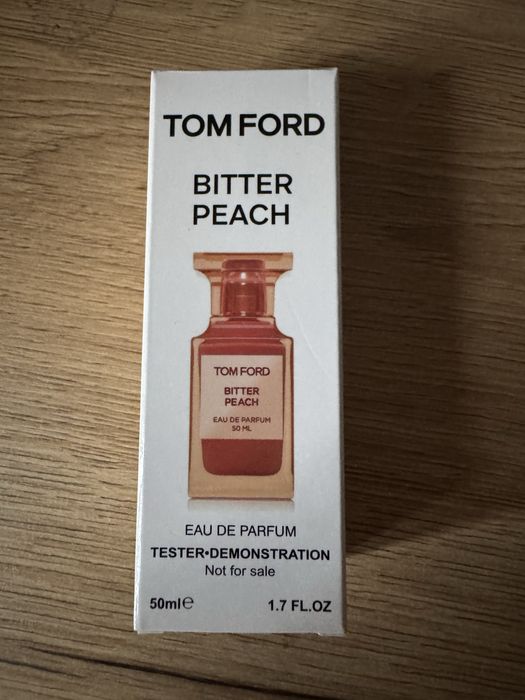 TOM FORD
BITTER
PEACH
TOM FORD
BITTER
PEACH
EAU DE PARFUM
50 ML
EAU DE PARFUM
TESTER•DEMONSTRATION
Not for sale
50ml℮ 1.7 FL.OZ